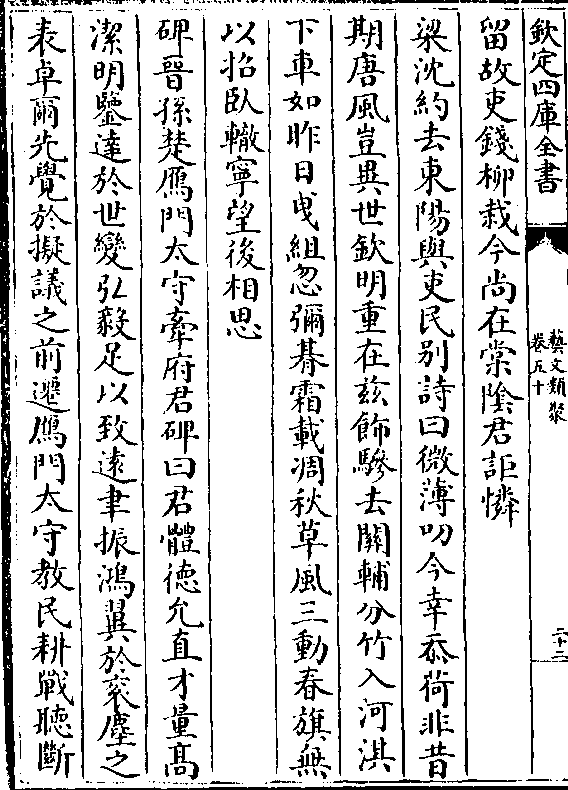 欽定四庫全書
藝文類聚
卷五十
二十二
留故吏錢柳栽今尚在棠陰君詎憐
梁沈約去東陽與吏民別詩曰微薄叨今幸忝荷非昔
期唐風豈異世欽明重在兹飾驂去關輔分竹入河淇
下車如昨日曳組忽彌朞霜載凋秋草風三動春旗無
以招臥轍寧望後相思
碑晉孫楚鴈門太守牽府君碑曰君體德允直才量髙
潔明鑒達於世變弘毅足以致逺聿振鴻翼於衮塵之
表卓爾先覺於擬議之前遷鴈門太守教民耕戰聽斷